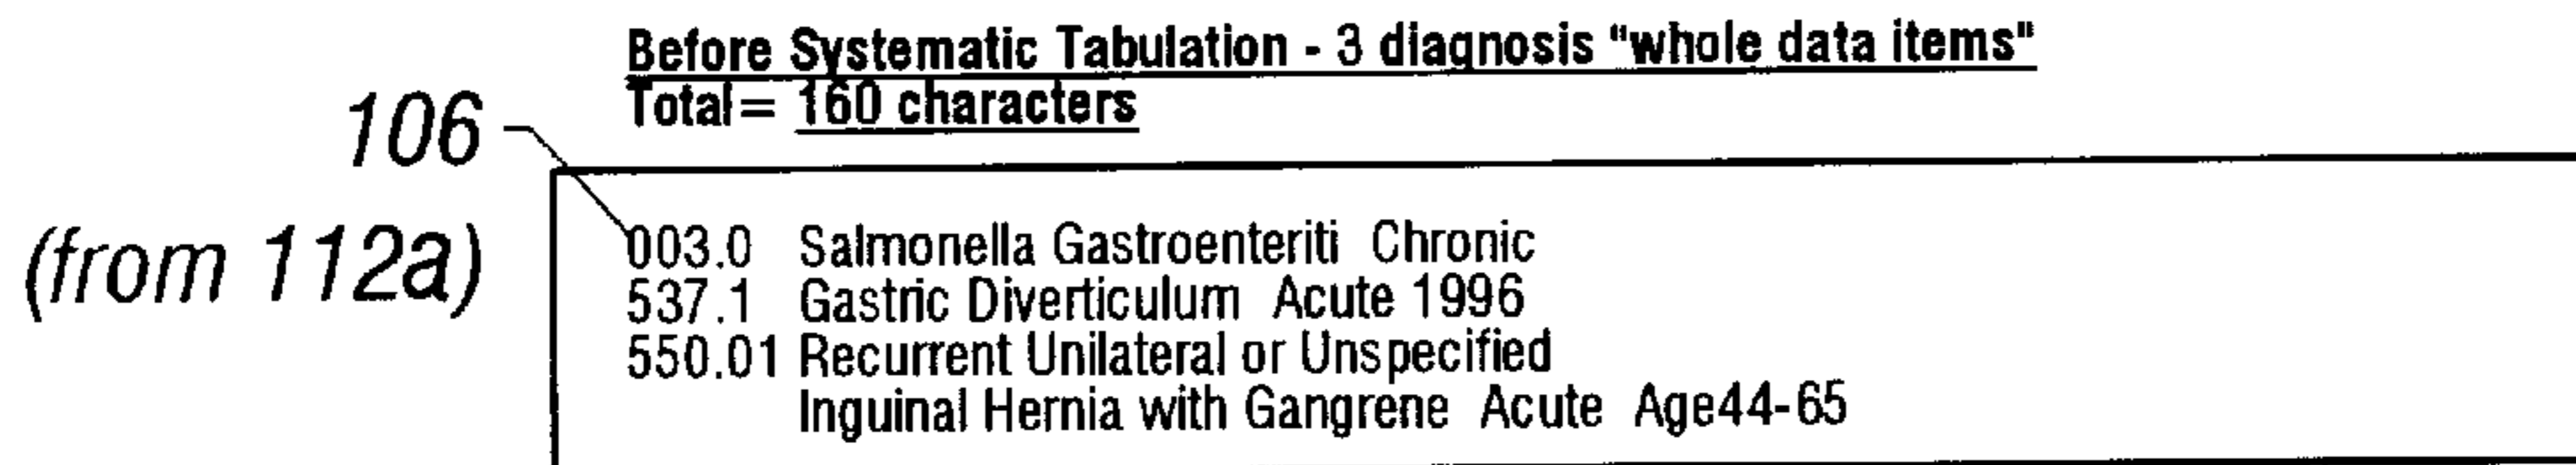 Before Systematic Tabulation - 3 diagnosis "whole data items"
Total= 160 characters
106
(from 112a)
003.0 Salmonella Gastroenteriti Chronic
537.1 Gastric Diverticulum Acute 1996
550.01 Recurrent Unilateral or Unspecified
Inguinal Hernia with Gangrene Acute Age44-65